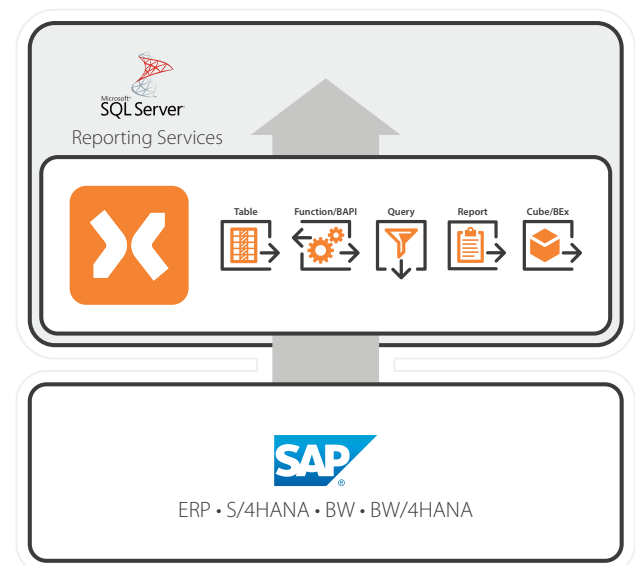 Microsoft®
SQL Server®
Reporting Services
Table
Function/BAPI
Query
Report
Cube/BEx
SAP®
ERP • S/4HANA • BW • BW/4HANA